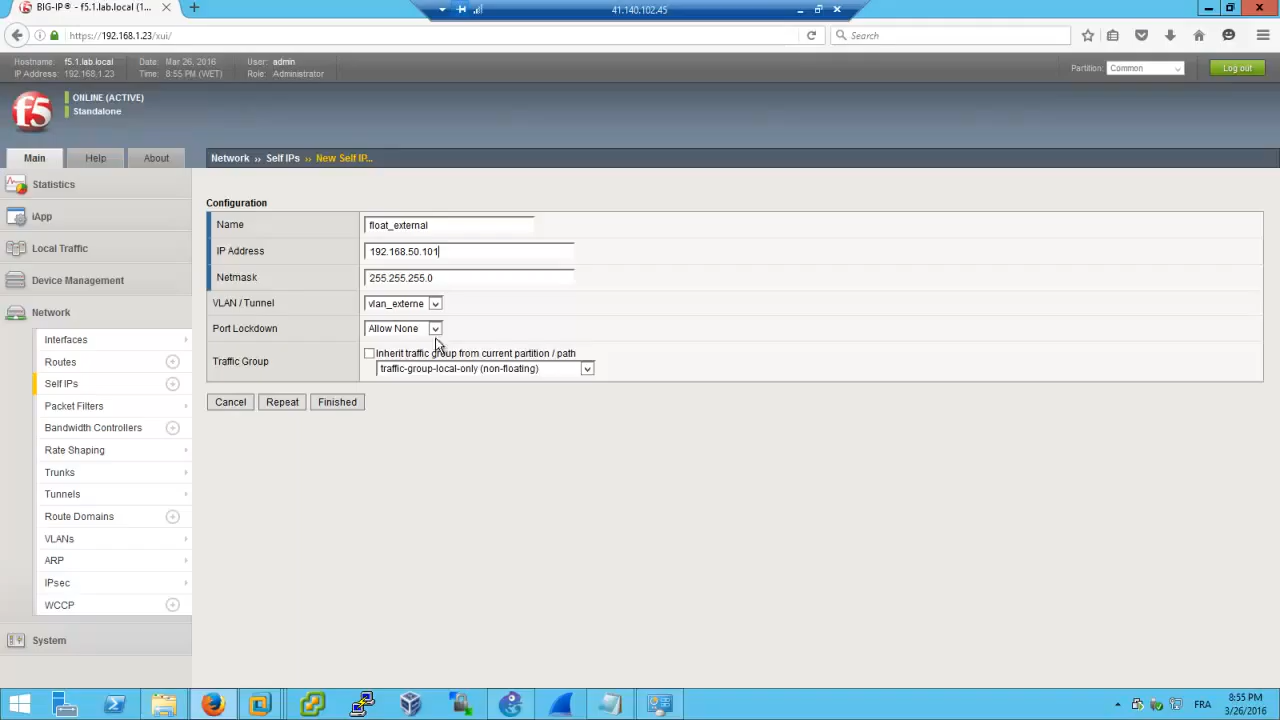 BIG-IP® - f5.1.lab.local (1...
41.140.102.45
https://192.168.1.23/xui/
Search
Hostname: f5.1.lab.local Date: Mar 26, 2016 User: admin
IP Address: 192.168.1.23 Time: 8:55 PM (WET) Role: Administrator
Partition: Common
Log out
f5
ONLINE (ACTIVE)
Standalone
Main Help About
Network ›› Self IPs ›› New Self IP...
Statistics
iApp
Local Traffic
Device Management
Network
Interfaces
Routes
Self IPs
Packet Filters
Bandwidth Controllers
Rate Shaping
Trunks
Tunnels
Route Domains
VLANs
ARP
IPsec
WCCP
System
Configuration
Name float_external
IP Address 192.168.50.101
Netmask 255.255.255.0
VLAN / Tunnel vlan_externe
Port Lockdown Allow None
Traffic Group Inherit traffic group from current partition / path
traffic-group-local-only (non-floating)
Cancel Repeat Finished
FRA
8:55 PM
3/26/2016